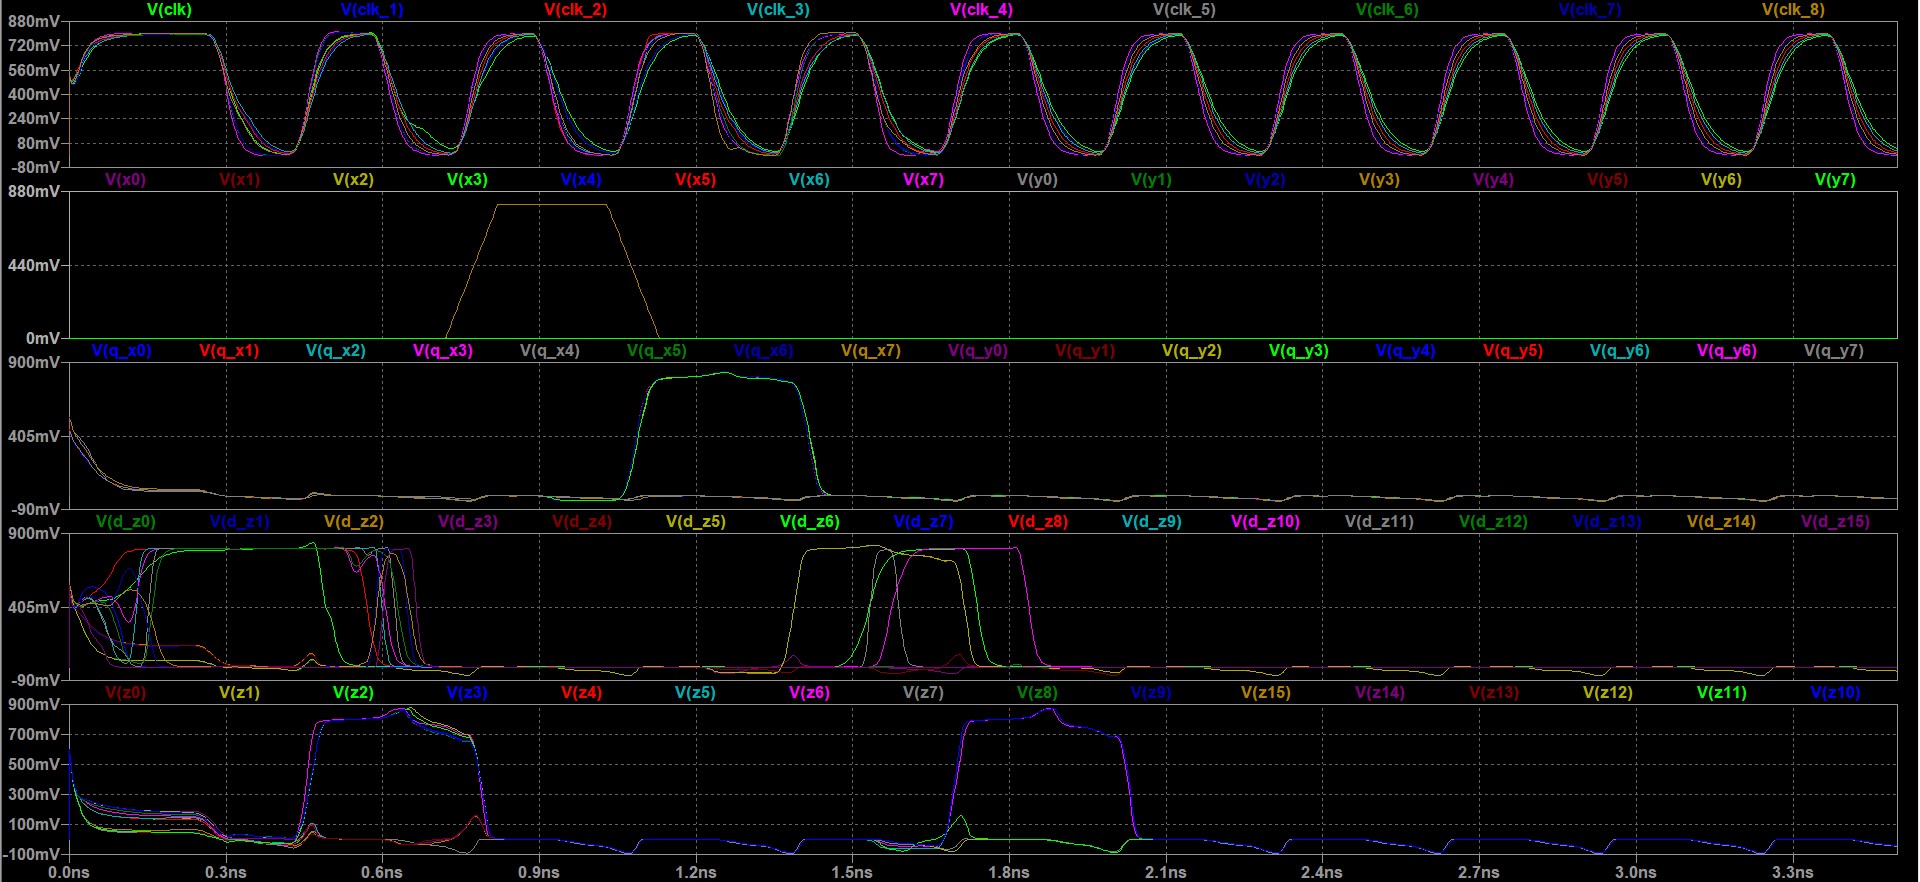 V(clk) V(clk_1) V(clk_2) V(clk_3) V(clk_4) V(clk_5) V(clk_6) V(clk_7) V(clk_8)
880mV
720mV
560mV
400mV
240mV
80mV
-80mV
V(x0) V(x1) V(x2) V(x3) V(x4) V(x5) V(x6) V(x7) V(y0) V(y1) V(y2) V(y3) V(y4) V(y5) V(y6) V(y7)
880mV
440mV
0mV
V(q_x0) V(q_x1) V(q_x2) V(q_x3) V(q_x4) V(q_x5) V(q_x6) V(q_x7) V(q_y0) V(q_y1) V(q_y2) V(q_y3) V(q_y4) V(q_y5) V(q_y6) V(q_y6) V(q_y7)
900mV
405mV
-90mV
V(d_z0) V(d_z1) V(d_z2) V(d_z3) V(d_z4) V(d_z5) V(d_z6) V(d_z7) V(d_z8) V(d_z9) V(d_z10) V(d_z11) V(d_z12) V(d_z13) V(d_z14) V(d_z15)
900mV
405mV
-90mV
V(z0) V(z1) V(z2) V(z3) V(z4) V(z5) V(z6) V(z7) V(z8) V(z9) V(z15) V(z14) V(z13) V(z12) V(z11) V(z10)
900mV
700mV
500mV
300mV
100mV
-100mV
0.0ns 0.3ns 0.6ns 0.9ns 1.2ns 1.5ns 1.8ns 2.1ns 2.4ns 2.7ns 3.0ns 3.3ns